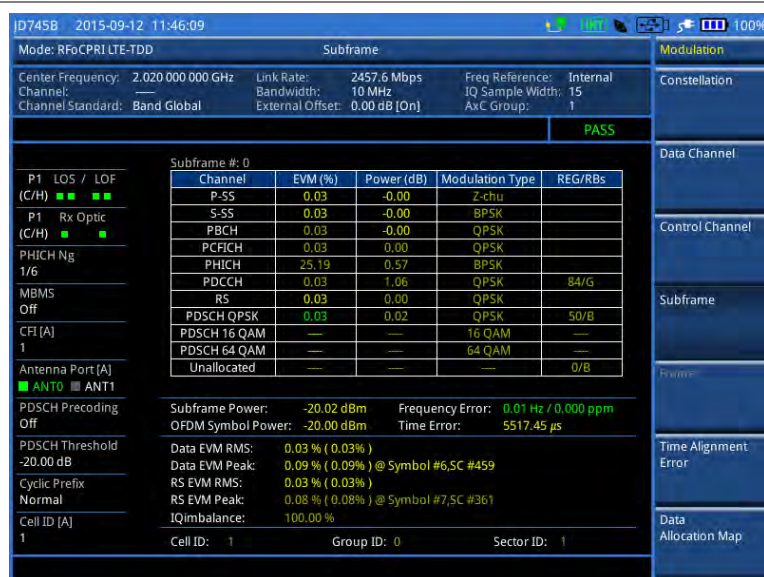 JD745B 2015-09-12 11:46:09 100%
Mode: RFoCPRI LTE-TDD Subframe Modulation
Center Frequency: 2.020 000 000 GHz Link Rate: 2457.6 Mbps Freq Reference: Internal
Channel: —— Bandwidth: 10 MHz IQ Sample Width: 15
Channel Standard: Band Global External Offset: 0.00 dB [On] AxC Group: 1
Constellation
PASS
Data Channel
Control Channel
Subframe
Frame
Time Alignment
Error
Data
Allocation Map
P1 LOS / LOF
(C/H)
P1 Rx Optic
(C/H)
PHICH Ng
1/6
MBMS
Off
CFI [A]
1
Antenna Port [A]
ANT0 ANT1
PDSCH Precoding
Off
PDSCH Threshold
-20.00 dB
Cyclic Prefix
Normal
Cell ID [A]
1
Subframe #: 0
Channel EVM (%) Power (dB) Modulation Type REG/RBs
P-SS 0.03 -0.00 Z-chu
S-SS 0.03 -0.00 BPSK
PBCH 0.03 -0.00 QPSK
PCFICH 0.03 0.00 QPSK
PHICH 25.19 0.57 BPSK
PDCCH 0.03 1.06 QPSK 84/G
RS 0.03 0.00 QPSK
PDSCH QPSK 0.03 0.02 QPSK 50/B
PDSCH 16 QAM —— —— 16 QAM ——
PDSCH 64 QAM —— —— 64 QAM ——
Unallocated —— —— —— 0/B
Subframe Power: -20.02 dBm Frequency Error: 0.01 Hz / 0.000 ppm
OFDM Symbol Power: -20.00 dBm Time Error: 5517.45 µs
Data EVM RMS: 0.03 % ( 0.03% )
Data EVM Peak: 0.09 % ( 0.09% ) @ Symbol #6,SC #459
RS EVM RMS: 0.03 % ( 0.03% )
RS EVM Peak: 0.08 % ( 0.08% ) @ Symbol #7,SC #361
IQimbalance: 100.00 %
Cell ID: 1 Group ID: 0 Sector ID: 1